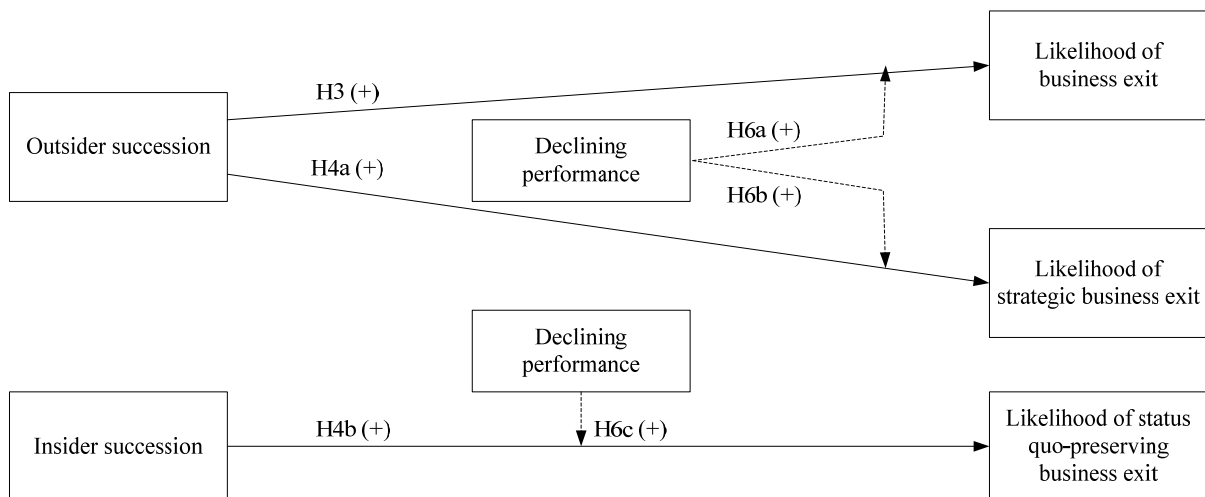 Likelihood of
business exit
H3 (+)
Outsider succession
H4a (+)
Declining
performance
H6a (+)
H6b (+)
Likelihood of
strategic business exit
Declining
performance
Insider succession
H4b (+)
H6c (+)
Likelihood of status
quo-preserving
business exit